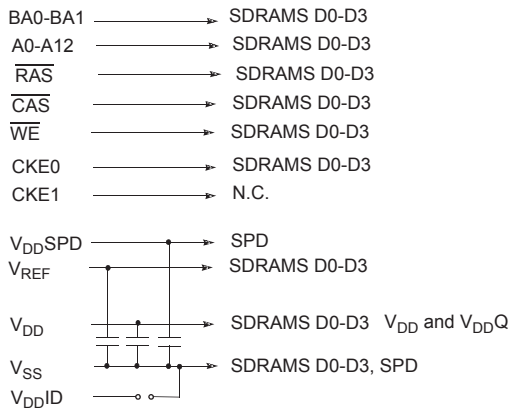 BA0-BA1 SDRAMS D0-D3
A0-A12 SDRAMS D0-D3
RAS SDRAMS D0-D3
CAS SDRAMS D0-D3
WE SDRAMS D0-D3
CKE0 SDRAMS D0-D3
CKE1 N.C.
VDDSPD SPD
VREF SDRAMS D0-D3
VDD SDRAMS D0-D3 VDD and VDDQ
VSS SDRAMS D0-D3, SPD
VDDID